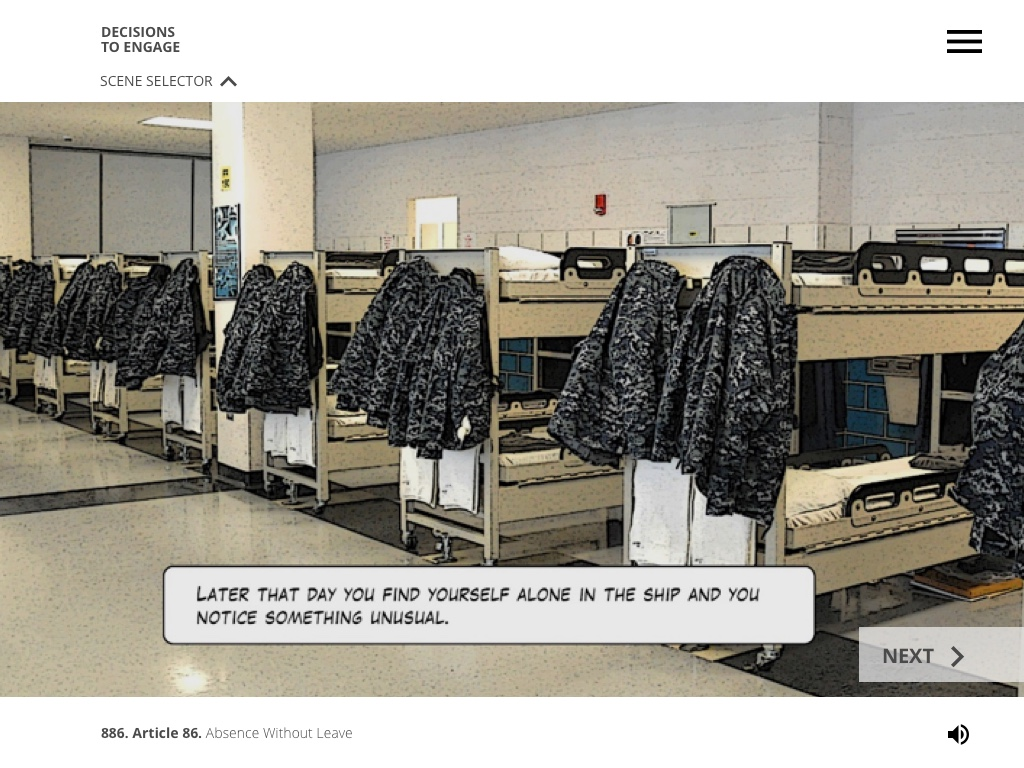 DECISIONS
TO ENGAGE
SCENE SELECTOR
LATER THAT DAY YOU FIND YOURSELF ALONE IN THE SHIP AND YOU
NOTICE SOMETHING UNUSUAL.
NEXT
886. Article 86. Absence Without Leave